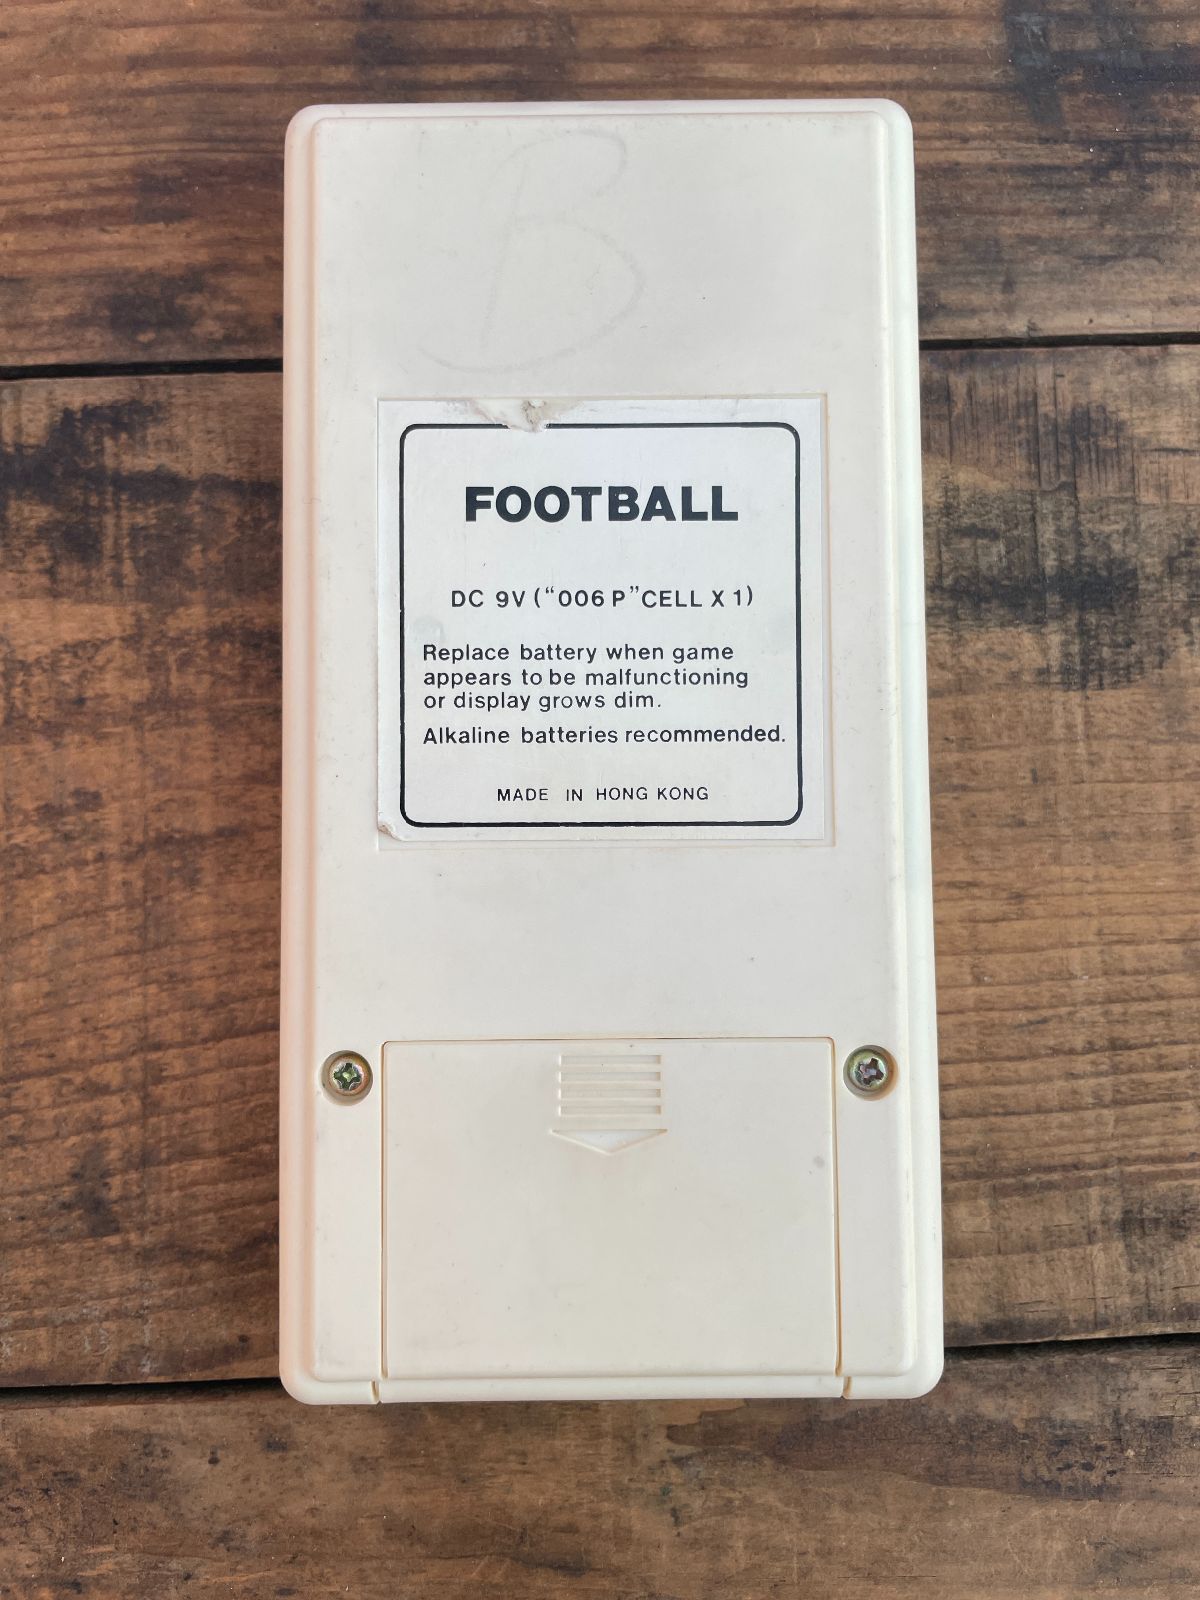 B
FOOTBALL
DC 9V ("006 P" CELL X 1)
Replace battery when game
appears to be malfunctioning
or display grows dim.
Alkaline batteries recommended.
MADE IN HONG KONG